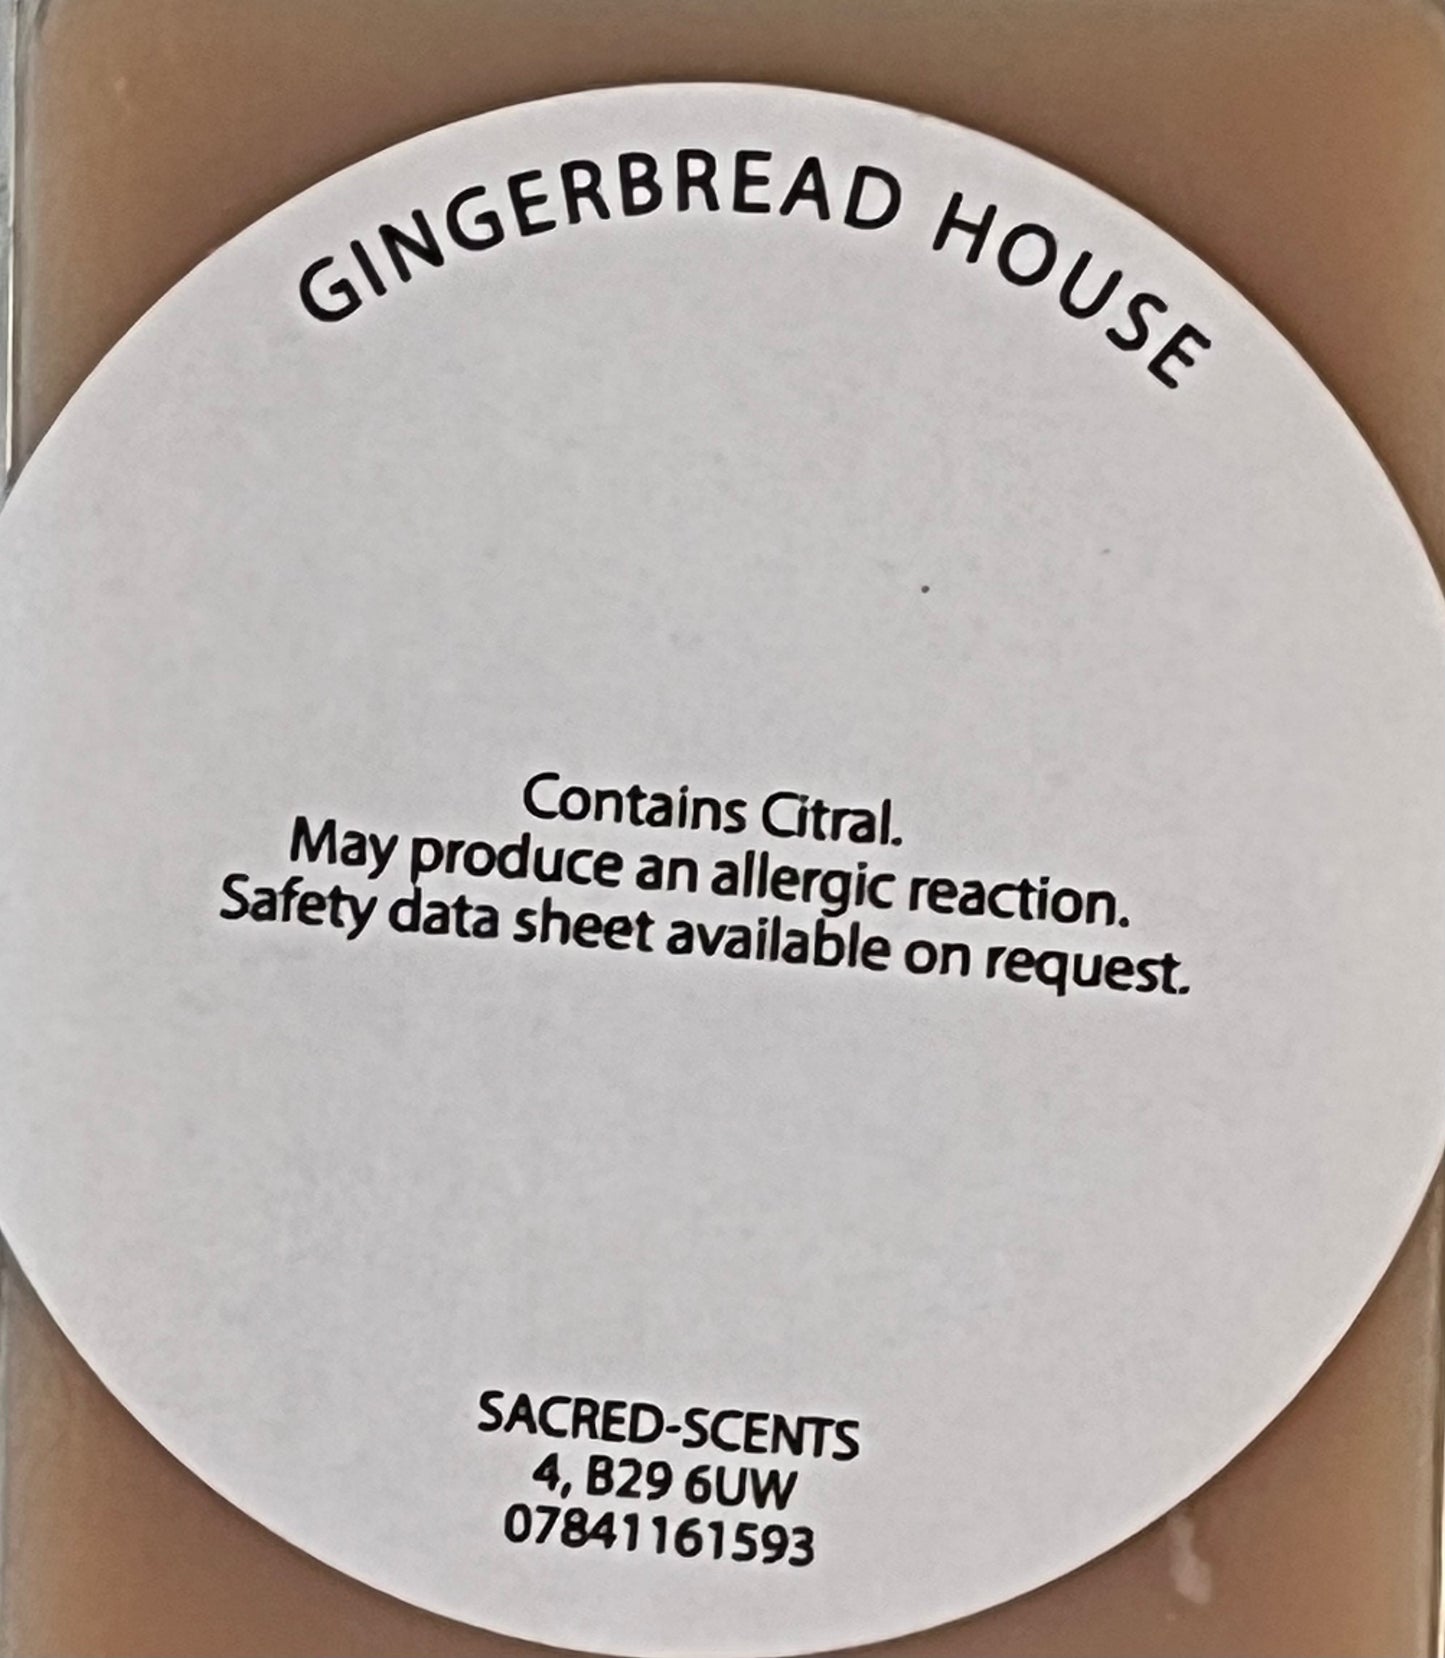 GINGERBREAD HOUSE
Contains Citral.
May produce an allergic reaction.
Safety data sheet available on request.
SACRED-SCENTS
4, B29 6UW
07841161593